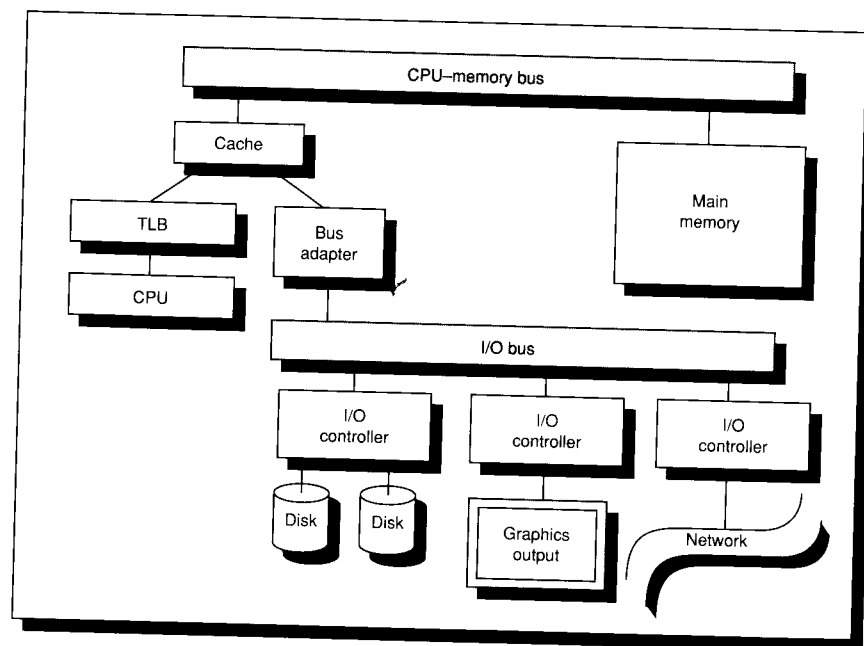 CPU–memory bus
Cache
Main
memory
TLB
Bus
adapter
CPU
I/O bus
I/O
controller
I/O
controller
I/O
controller
Disk
Disk
Graphics
output
Network